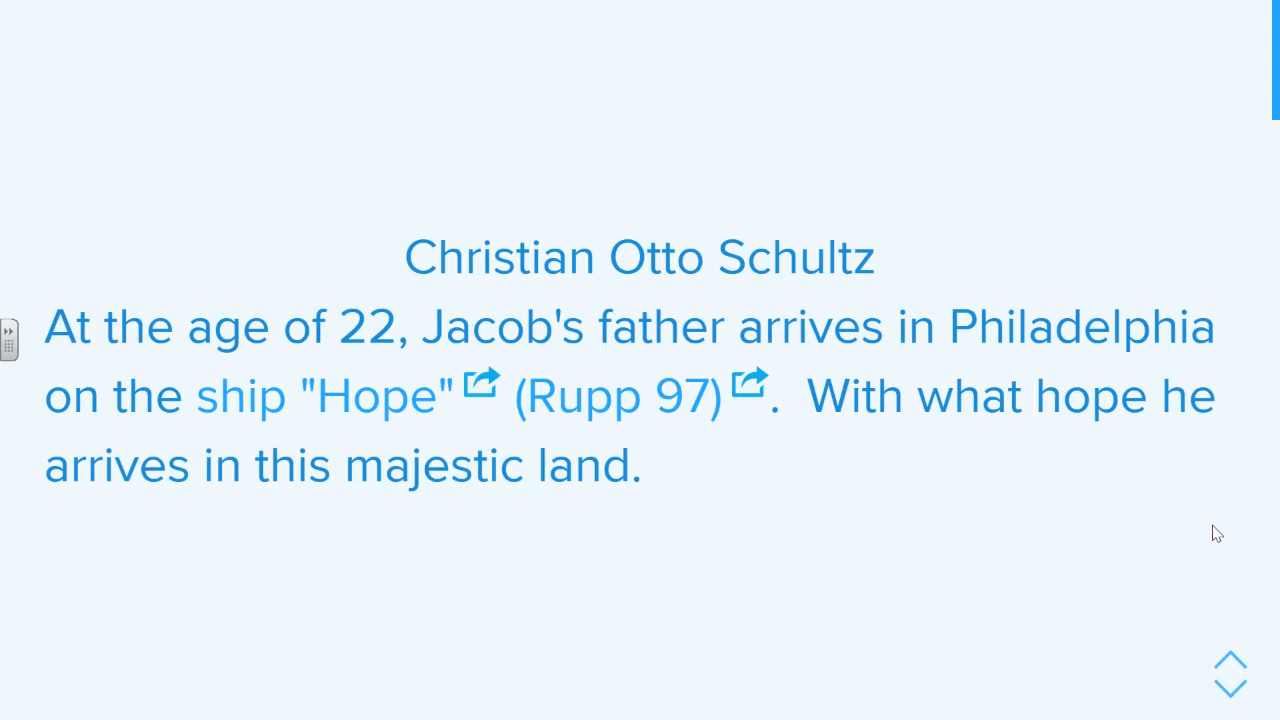 Christian Otto Schultz
At the age of 22, Jacob's father arrives in Philadelphia
on the ship "Hope" (Rupp 97). With what hope he
arrives in this majestic land.